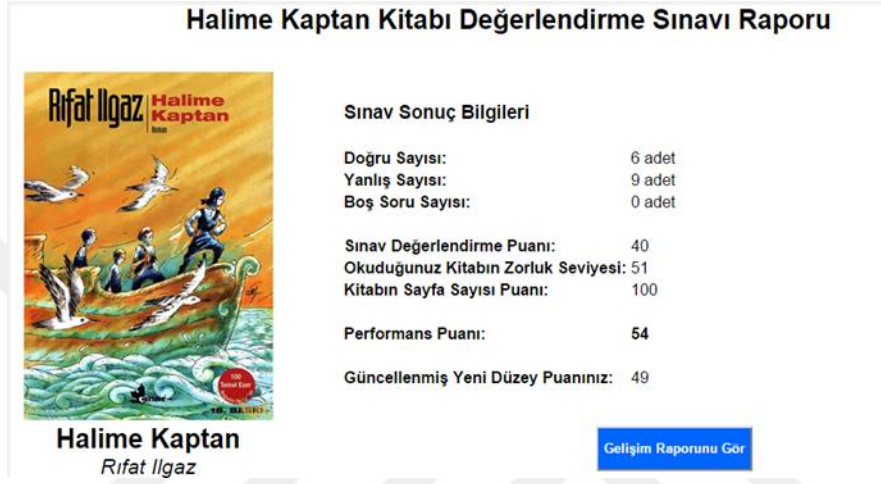 Halime Kaptan Kitabı Değerlendirme Sınavı Raporu
Rıfat Ilgaz
Halime
Kaptan
Roman
100
Temel Eser
çınar
18. BASKI
Halime Kaptan
Rıfat Ilgaz
Sınav Sonuç Bilgileri
Doğru Sayısı: 6 adet
Yanlış Sayısı: 9 adet
Boş Soru Sayısı: 0 adet
Sınav Değerlendirme Puanı: 40
Okuduğunuz Kitabın Zorluk Seviyesi: 51
Kitabın Sayfa Sayısı Puanı: 100
Performans Puanı: 54
Güncellenmiş Yeni Düzey Puanınız: 49
Gelişim Raporunu Gör